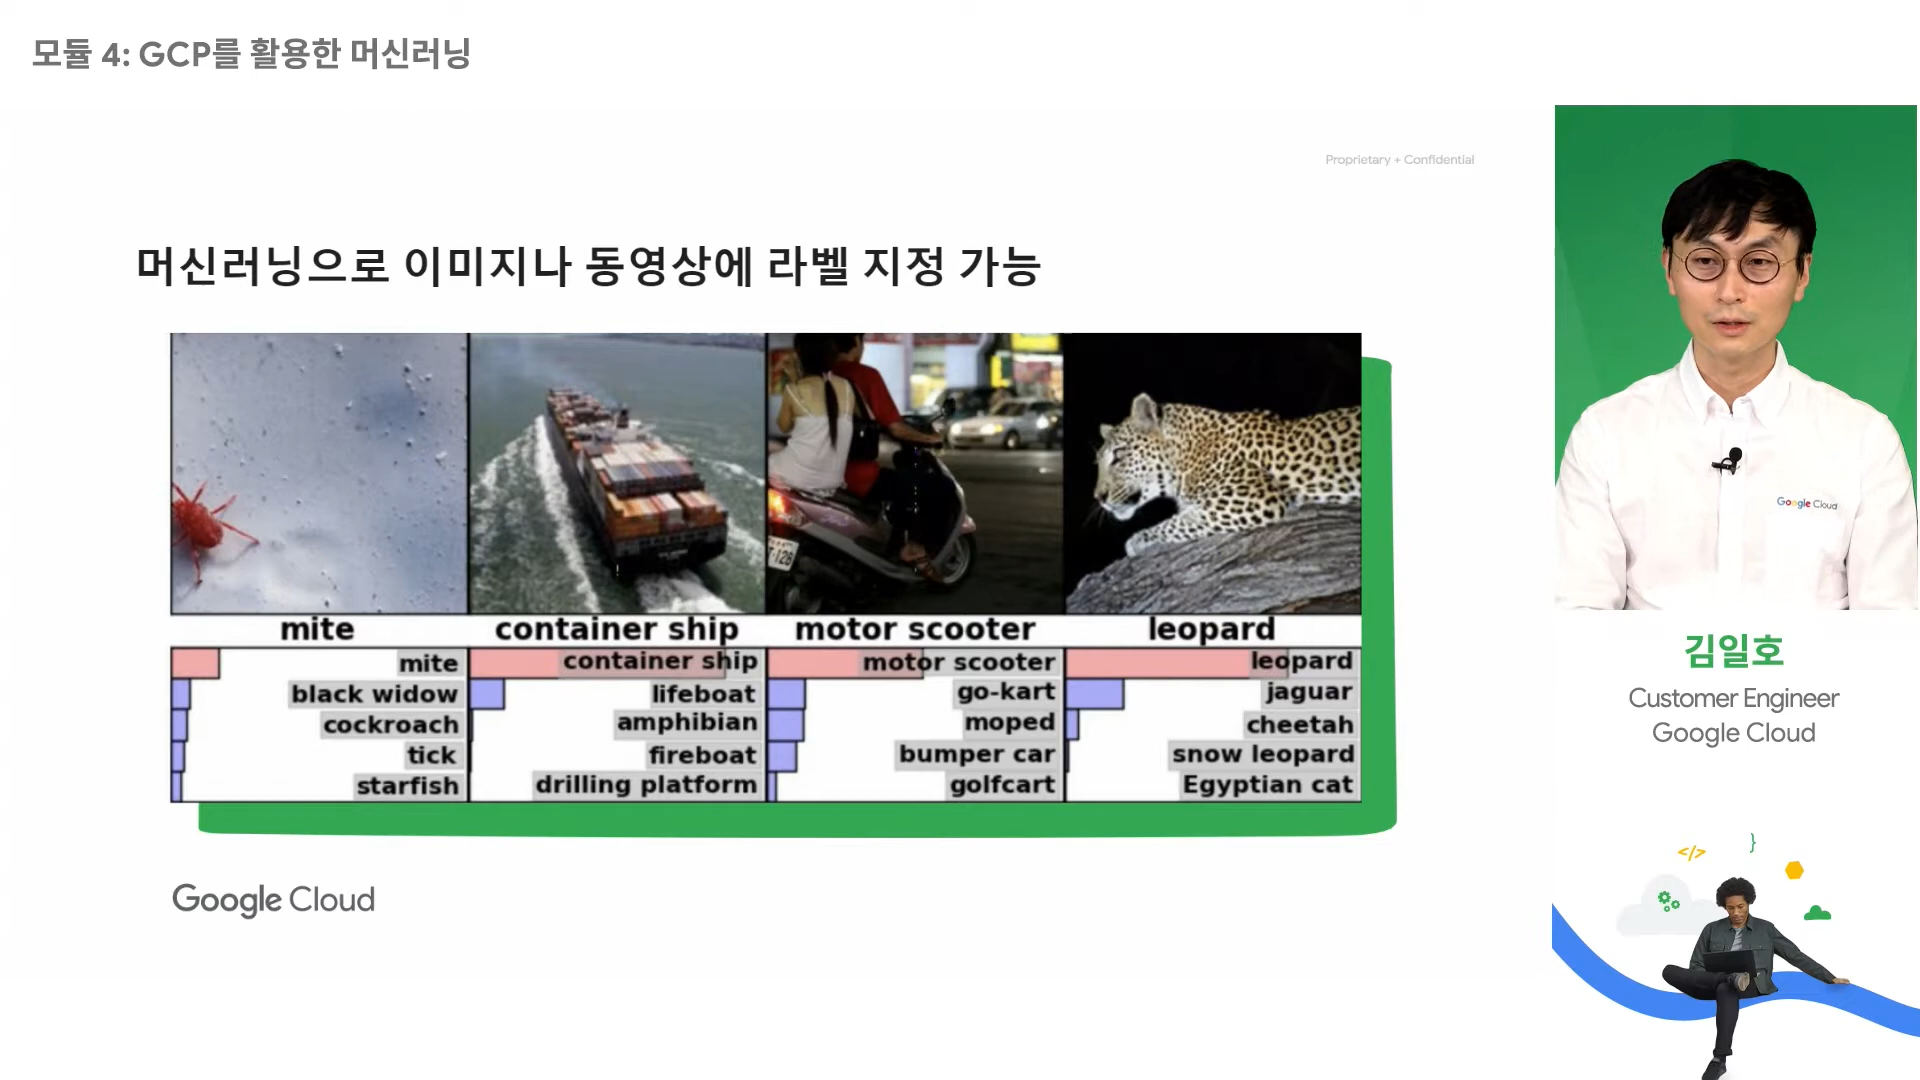 모듈 4: GCP를 활용한 머신러닝
Proprietary + Confidential
머신러닝으로 이미지나 동영상에 라벨 지정 가능
mite
container ship
motor scooter
leopard
mite
black widow
cockroach
tick
starfish
container ship
lifeboat
amphibian
fireboat
drilling platform
motor scooter
go-kart
moped
bumper car
golfcart
leopard
jaguar
cheetah
snow leopard
Egyptian cat
Google Cloud
Google Cloud
김일호
Customer Engineer
Google Cloud